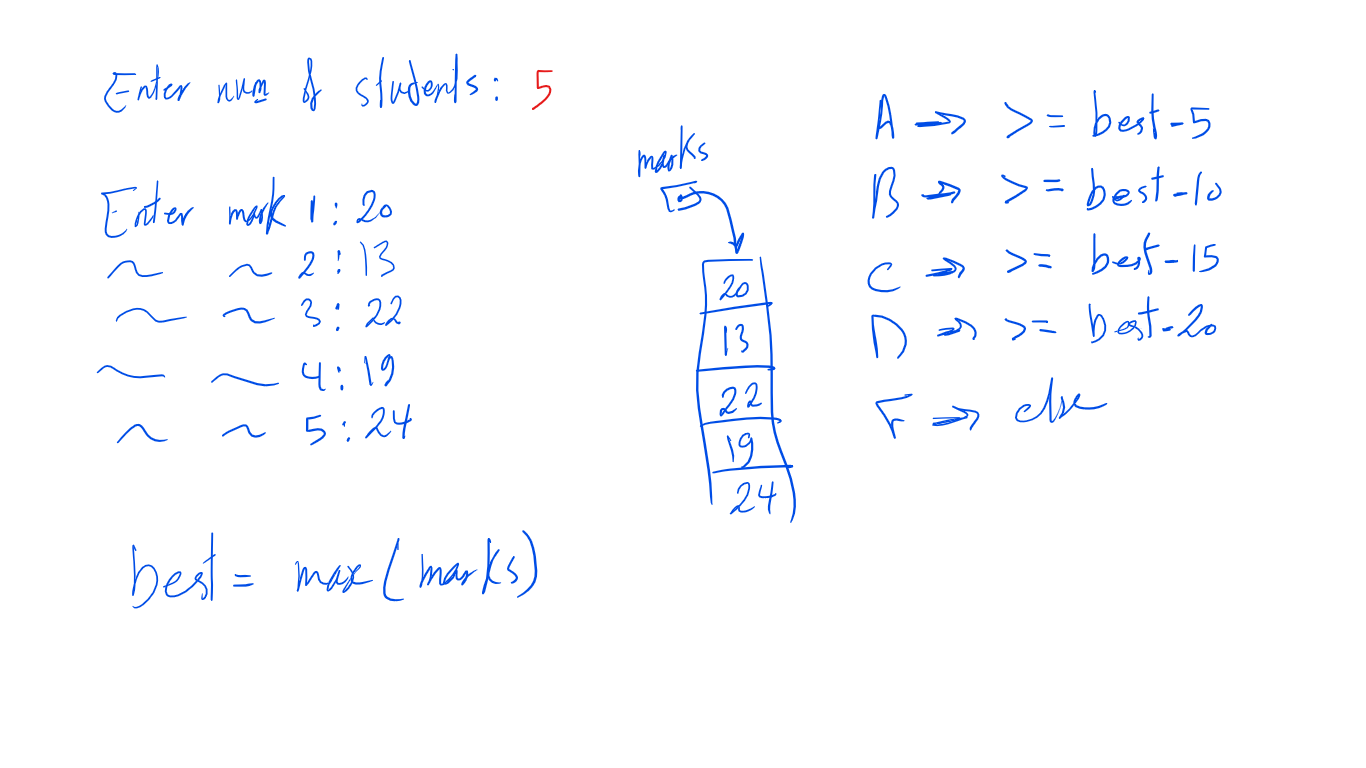 Enter num of students: 5
Enter mark 1: 20
~ ~ 2: 13
~ ~ 3: 22
~ ~ 4: 19
~ ~ 5: 24
best = max(marks)
marks
20
13
22
19
24
A → >= best-5
B → >= best-10
C → >= best-15
D → >= best-20
F → else